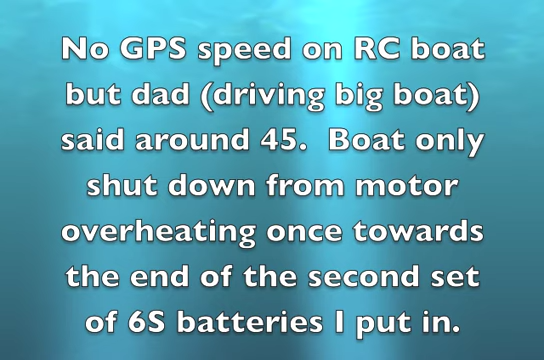 No GPS speed on RC boat
but dad (driving big boat)
said around 45.  Boat only
shut down from motor
overheating once towards
the end of the second set
of 6S batteries I put in.